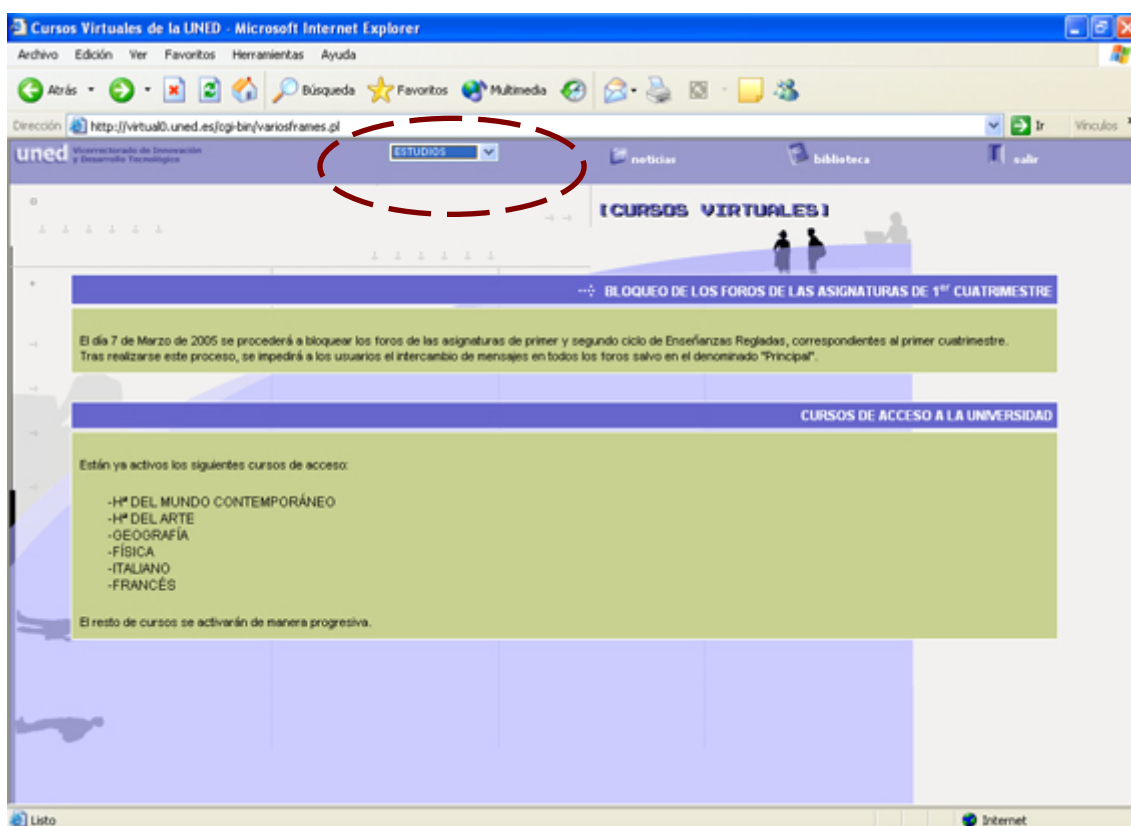 Cursos Virtuales de la UNED - Microsoft Internet Explorer
Archivo Edición Ver Favoritos Herramientas Ayuda
Atrás Búsqueda Favoritos Multimedia
Dirección http://virtual0.uned.es/cgi-bin/variosframes.pl Ir Vínculos
uned Vicerrectorado de Innovación y Desarrollo Tecnológico ESTUDIOS noticias biblioteca salir
[CURSOS VIRTUALES]
BLOQUEO DE LOS FOROS DE LAS ASIGNATURAS DE 1er CUATRIMESTRE
El día 7 de Marzo de 2005 se procederá a bloquear los foros de las asignaturas de primer y segundo ciclo de Enseñanzas Regladas, correspondientes al primer cuatrimestre.
Tras realizarse este proceso, se impedirá a los usuarios el intercambio de mensajes en todos los foros salvo en el denominado "Principal".
CURSOS DE ACCESO A LA UNIVERSIDAD
Están ya activos los siguientes cursos de acceso:
-Hª DEL MUNDO CONTEMPORÁNEO
-Hª DEL ARTE
-GEOGRAFÍA
-FÍSICA
-ITALIANO
-FRANCÉS
El resto de cursos se activarán de manera progresiva.
Listo Internet